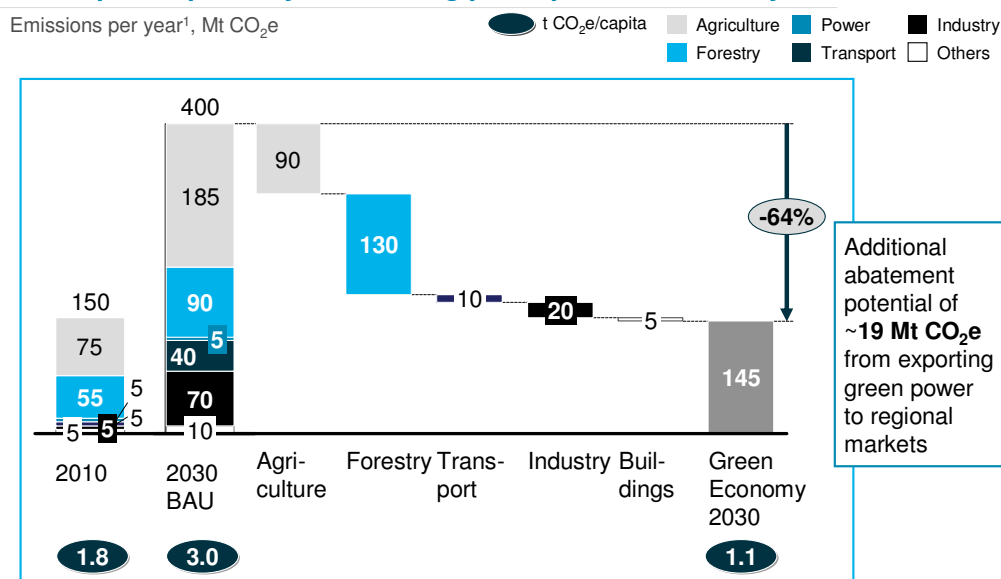 Emissions per year¹, Mt CO₂e
t CO₂e/capita
Agriculture
Power
Industry
Forestry
Transport
Others
400
90
185
-64%
130
Additional
abatement
potential of
~19 Mt CO₂e
from exporting
green power
to regional
markets
90
150
10
5
20
5
75
40
145
55
5
70
5
5
5
10
2010
2030
BAU
Agri-
culture
Forestry
Trans-
port
Industry
Buil-
dings
Green
Economy
2030
1.8
3.0
1.1